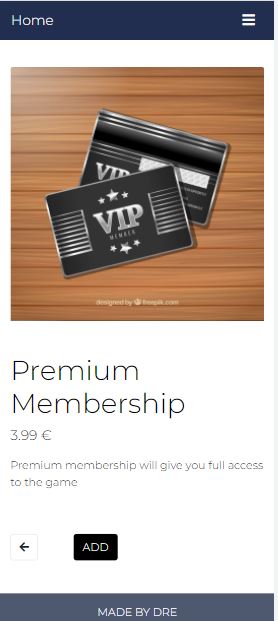 Home
VIP
VIP
MEMBER
designed by freepik.com
Premium
Membership
3.99 €
Premium membership will give you full access
to the game
ADD
MADE BY DRE